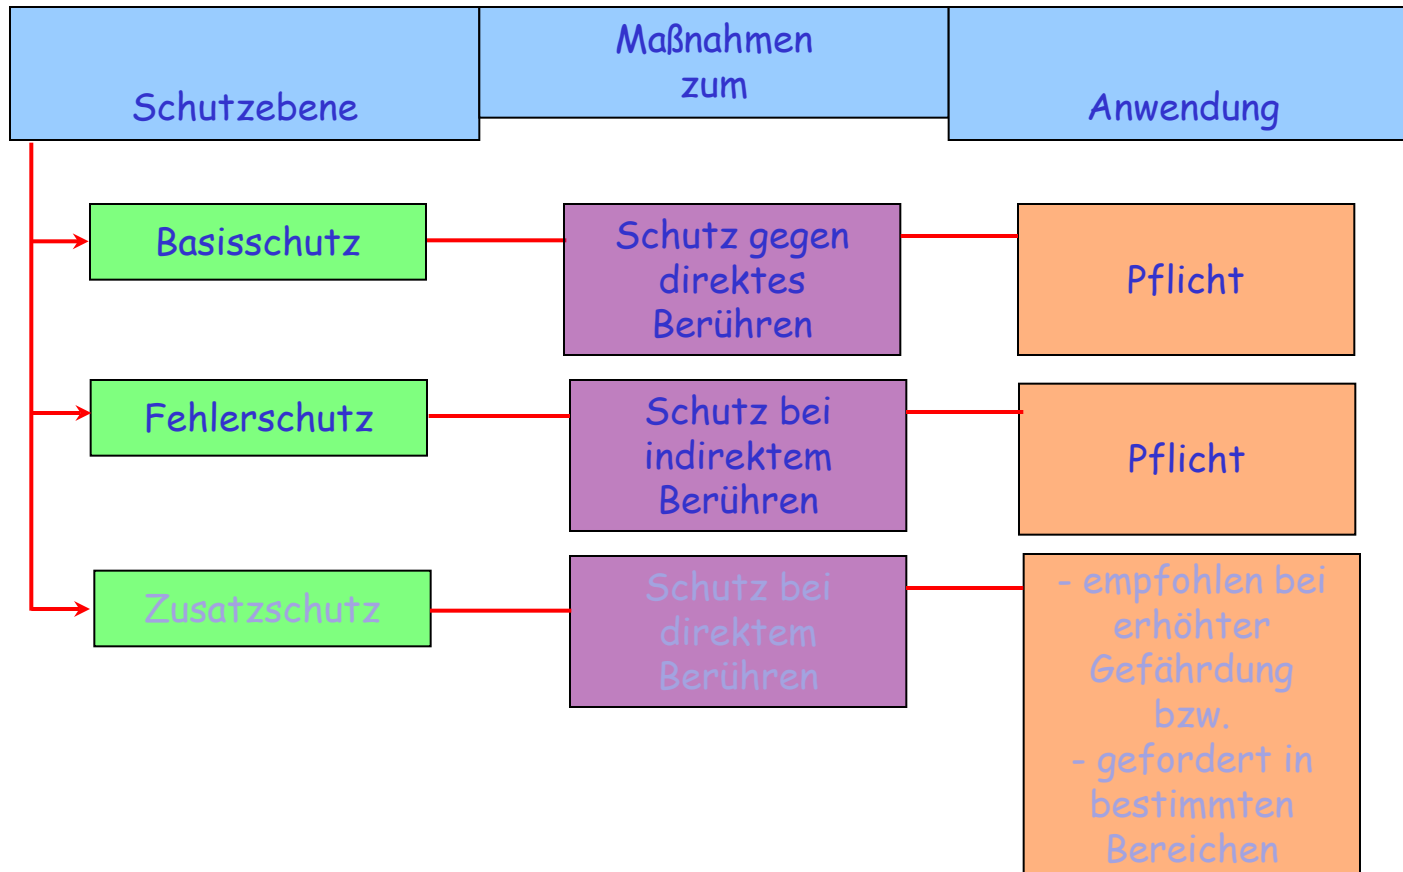 Schutzebene
Maßnahmen
zum
Anwendung
Basisschutz
Schutz gegen
direktes
Berühren
Pflicht
Fehlerschutz
Schutz bei
indirektem
Berühren
Pflicht
Zusatzschutz
Schutz bei
direktem
Berühren
- empfohlen bei
erhöhter
Gefährdung
bzw.
- gefordert in
bestimmten
Bereichen